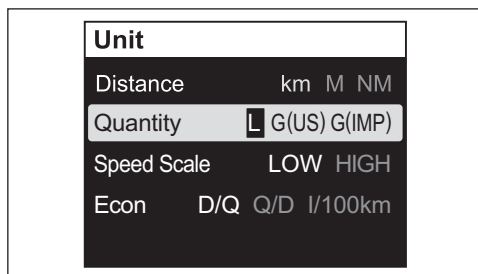 Unit
Distance km M NM
Quantity L G(US) G(IMP)
Speed Scale LOW HIGH
Econ D/Q Q/D l/100km